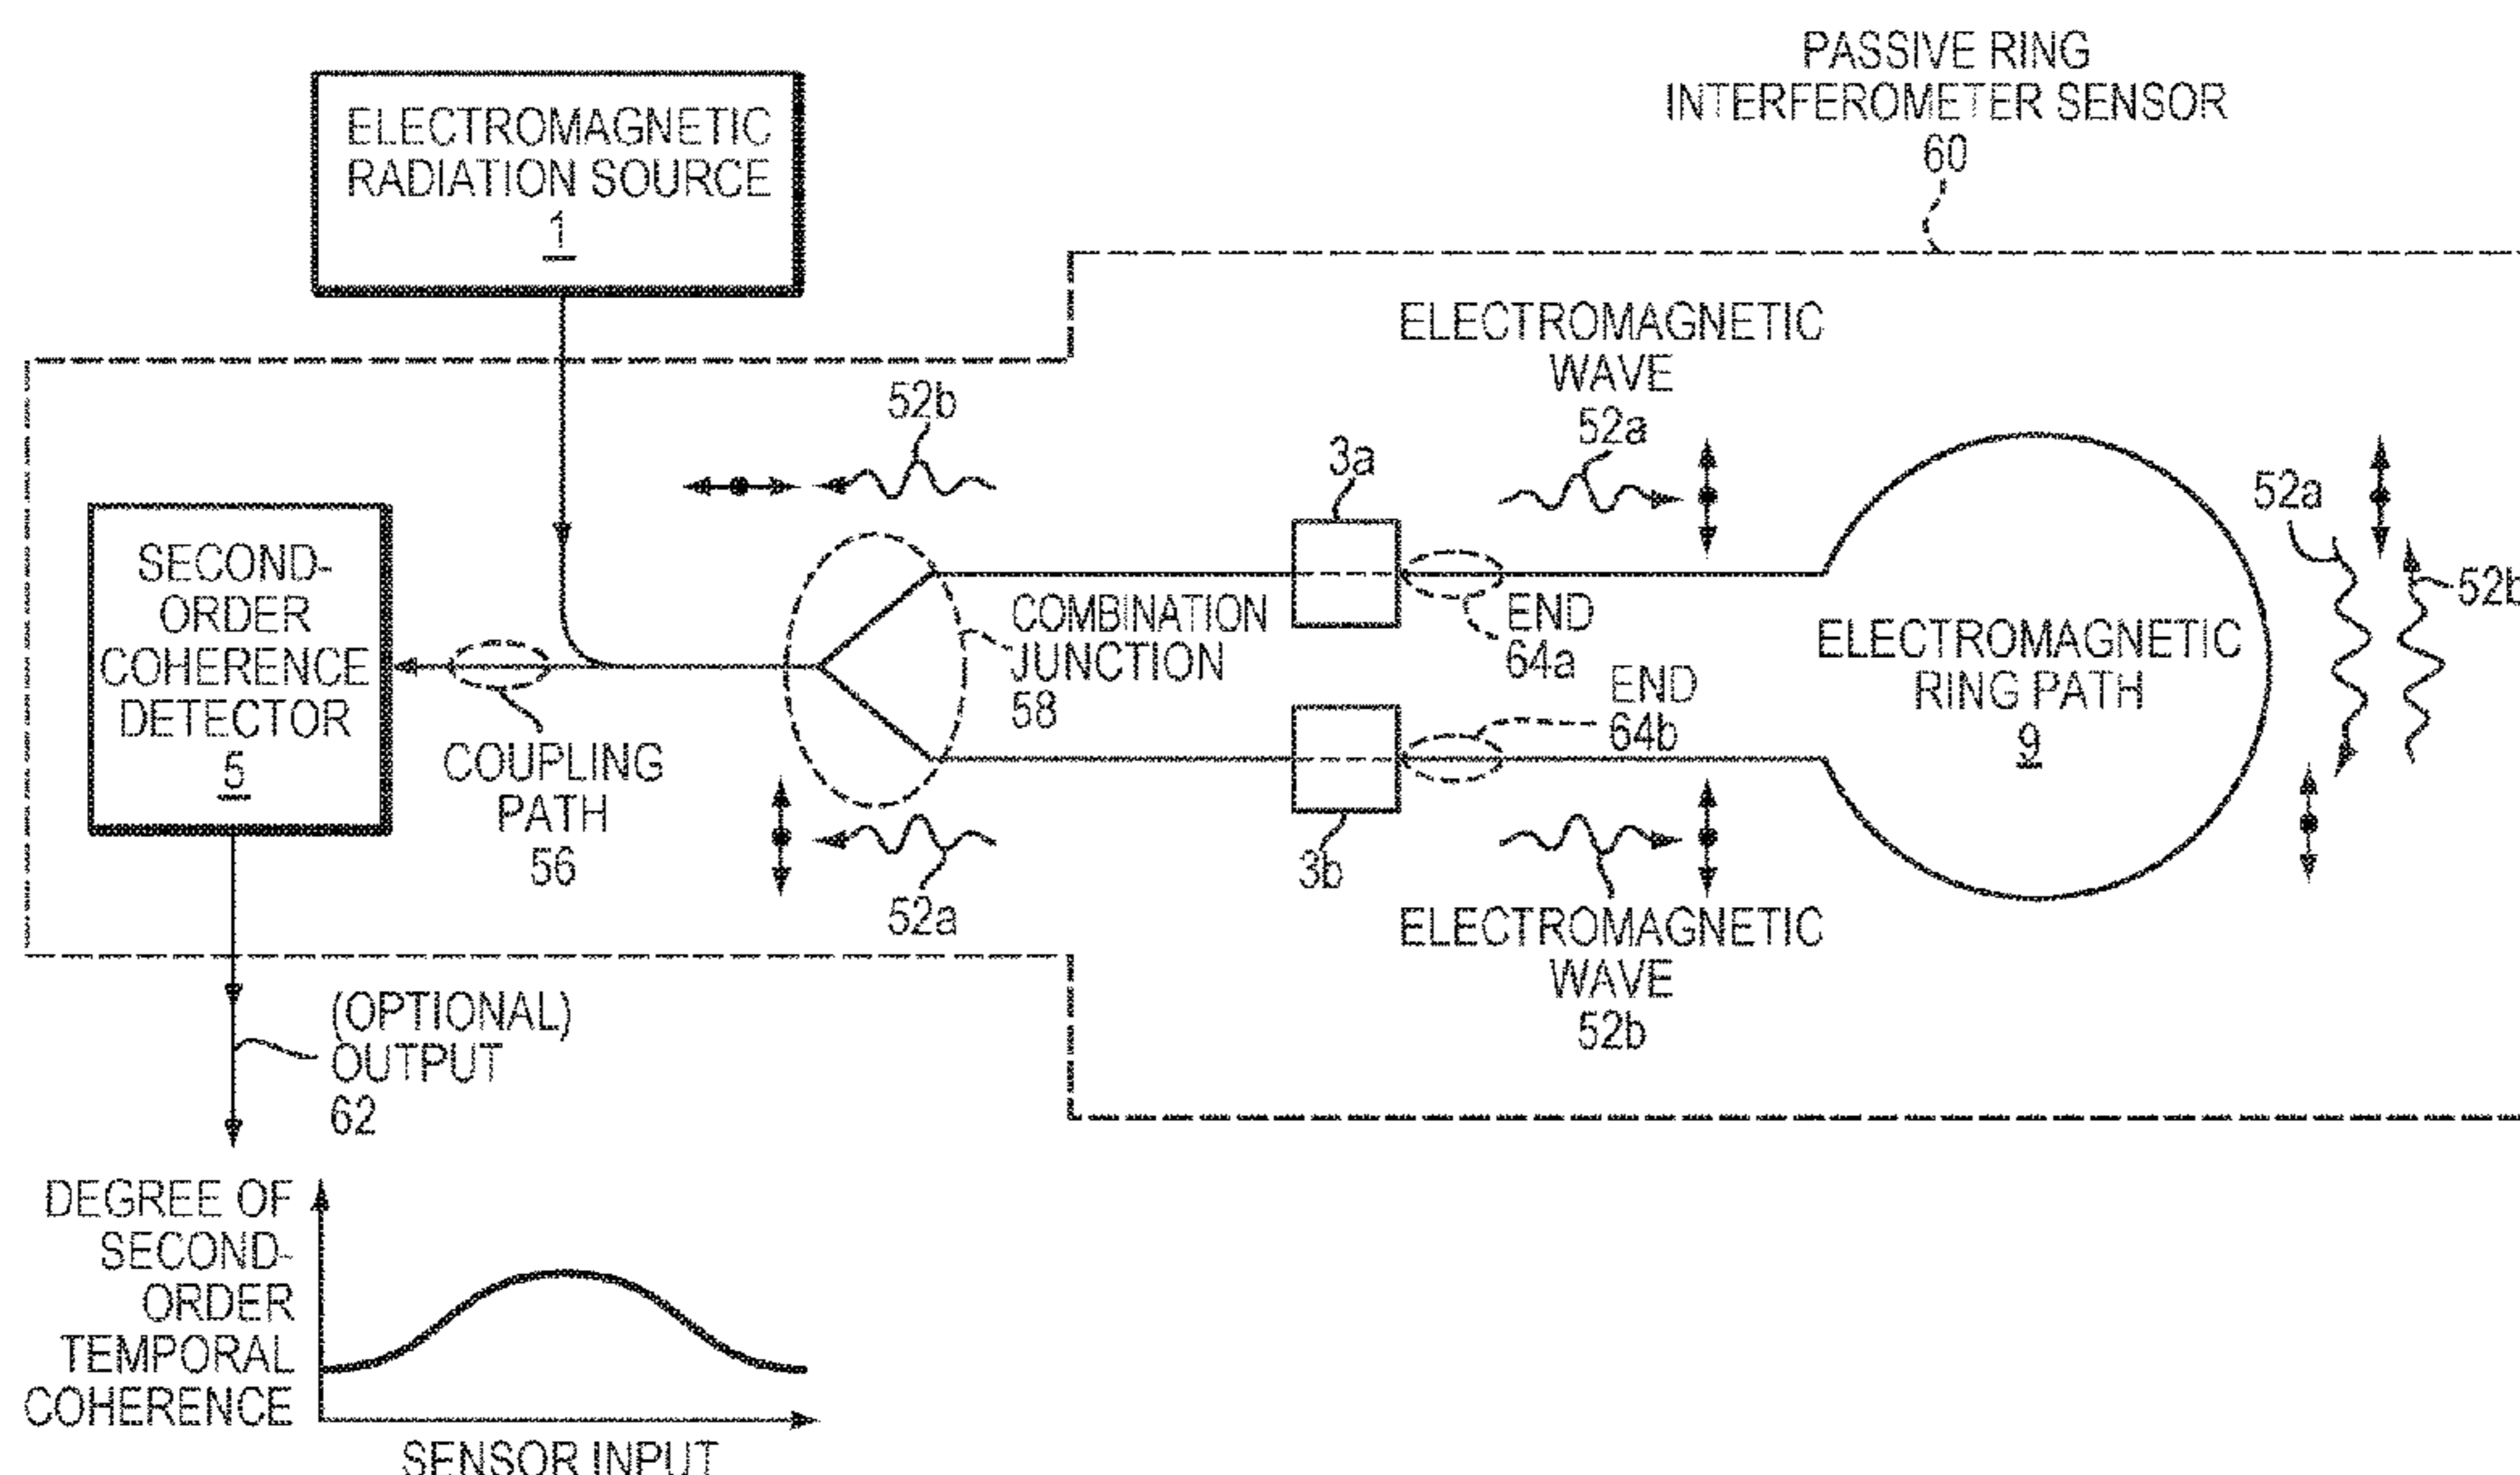 PASSIVE RING
INTERFEROMETER SENSOR
60
ELECTROMAGNETIC
RADIATION SOURCE
1
ELECTROMAGNETIC
WAVE
52a
52b
3a
52a
52b
SECOND-
ORDER
COHERENCE
DETECTOR
5
COMBINATION
JUNCTION
58
END
64a
END
64b
ELECTROMAGNETIC
RING PATH
9
COUPLING
PATH
56
52a
3b
ELECTROMAGNETIC
WAVE
52b
(OPTIONAL)
OUTPUT
62
DEGREE OF
SECOND-
ORDER
TEMPORAL
COHERENCE
SENSOR INPUT